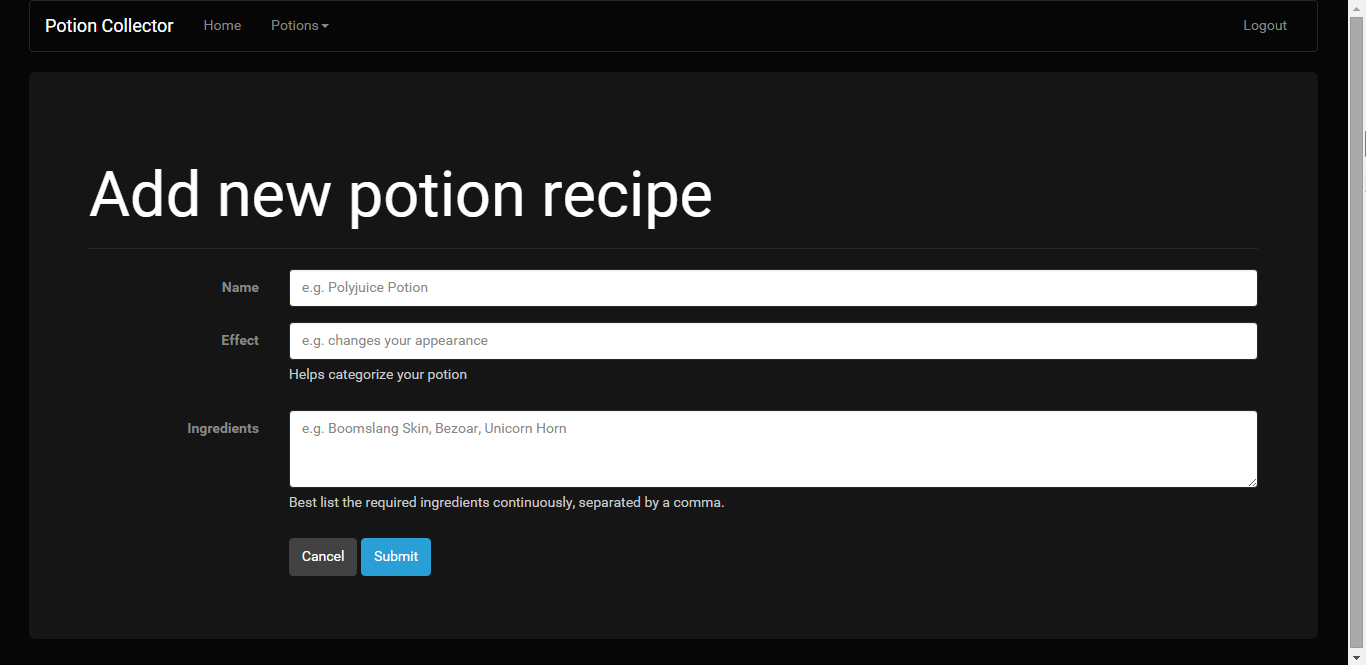 Potion Collector Home Potions Logout
Add new potion recipe
Name e.g. Polyjuice Potion
Effect e.g. changes your appearance
Helps categorize your potion
Ingredients e.g. Boomslang Skin, Bezoar, Unicorn Horn
Best list the required ingredients continuously, separated by a comma.
Cancel Submit